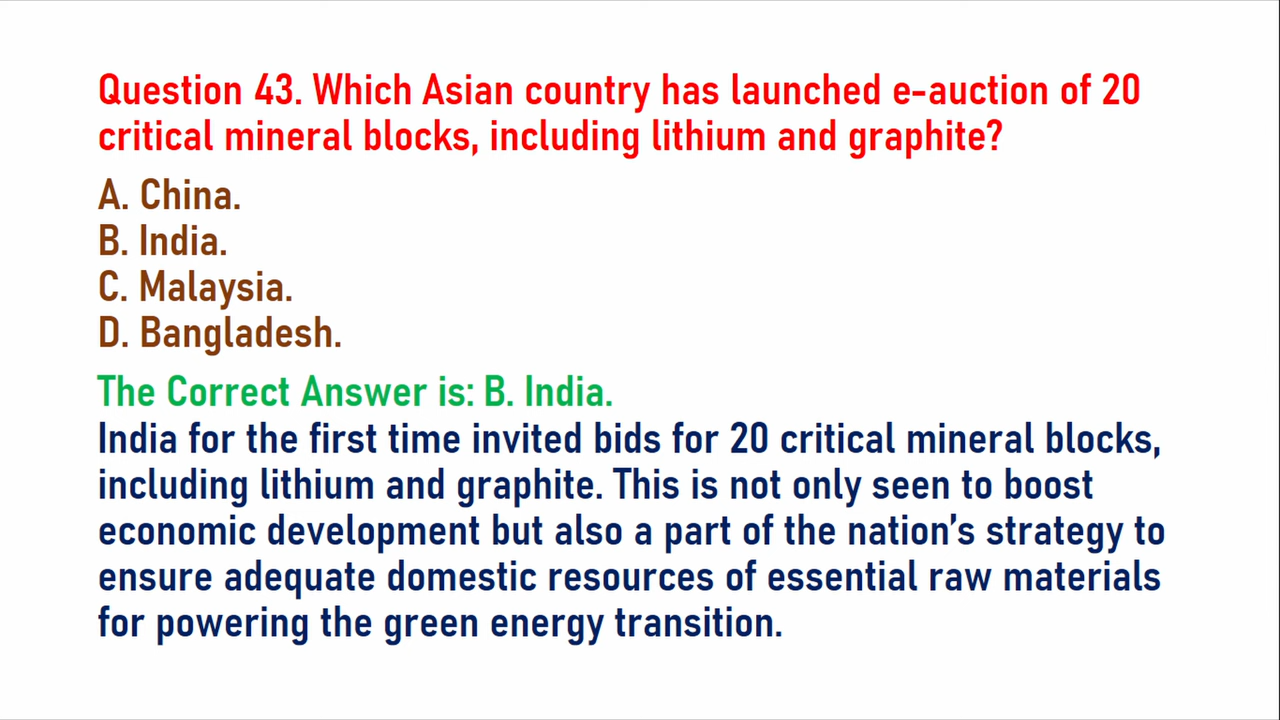 Question 43. Which Asian country has launched e-auction of 20
critical mineral blocks, including lithium and graphite?
A. China.
B. India.
C. Malaysia.
D. Bangladesh.
The Correct Answer is: B. India.
India for the first time invited bids for 20 critical mineral blocks,
including lithium and graphite. This is not only seen to boost
economic development but also a part of the nation’s strategy to
ensure adequate domestic resources of essential raw materials
for powering the green energy transition.